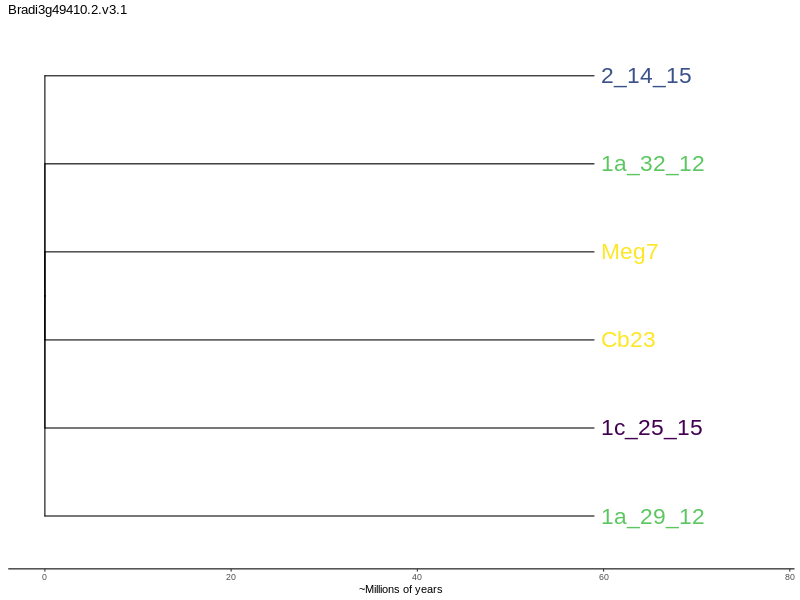 Bradi3g49410.2.v3.1
2_14_15
1a_32_12
Meg7
Cb23
1c_25_15
1a_29_12
0 20 40 60 80
~Millions of years